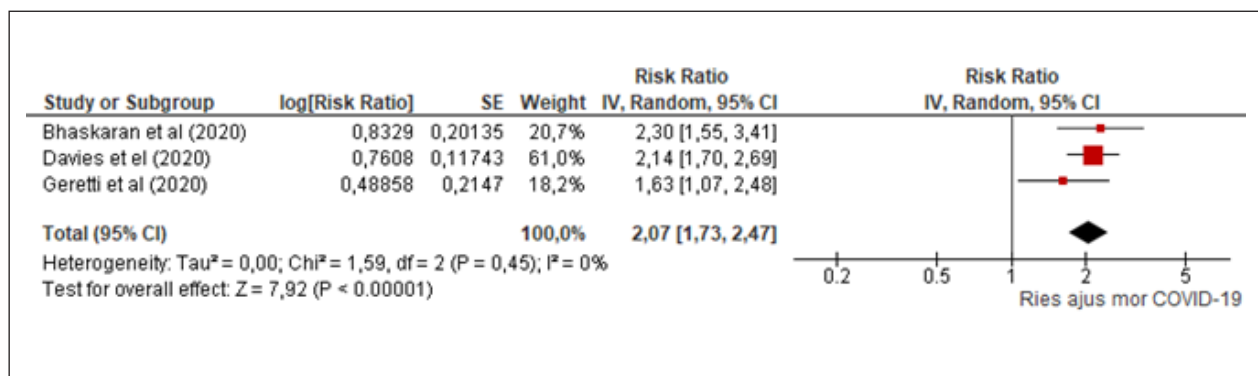 Risk Ratio Risk Ratio
Study or Subgroup log[Risk Ratio] SE Weight IV, Random, 95% CI IV, Random, 95% CI
Bhaskaran et al (2020) 0,8329 0,20135 20,7% 2,30 [1,55, 3,41]
Davies et el (2020) 0,7608 0,11743 61,0% 2,14 [1,70, 2,69]
Geretti et al (2020) 0,48858 0,2147 18,2% 1,63 [1,07, 2,48]
Total (95% CI) 100,0% 2,07 [1,73, 2,47]
Heterogeneity: Tau² = 0,00; Chi² = 1,59, df = 2 (P = 0,45); I² = 0%
Test for overall effect: Z = 7,92 (P < 0.00001)
0.2 0.5 1 2 5
Ries ajus mor COVID-19